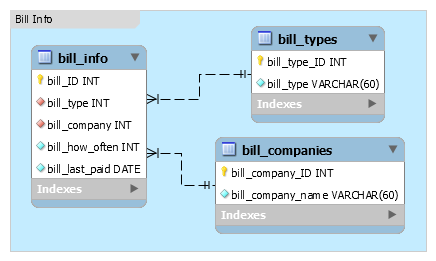 Bill Info
bill_info
bill_ID INT
bill_type INT
bill_company INT
bill_how_often INT
bill_last_paid DATE
Indexes
bill_types
bill_type_ID INT
bill_type VARCHAR(60)
Indexes
bill_companies
bill_company_ID INT
bill_company_name VARCHAR(60)
Indexes